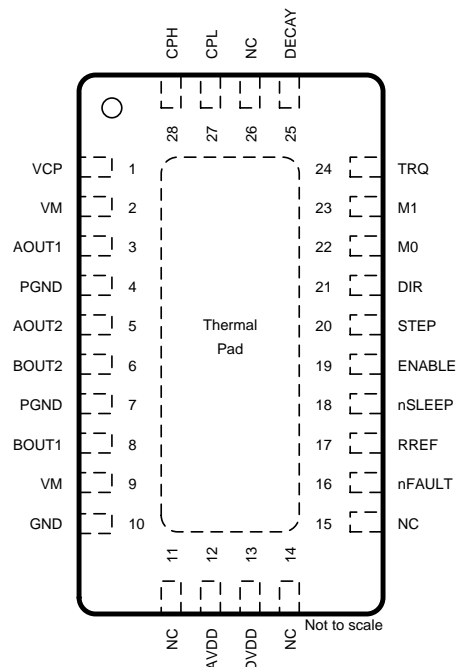 CPH
CPL
NC
DECAY
28
27
26
25
VCP 1
24 TRQ
VM 2
23 M1
AOUT1 3
22 M0
PGND 4
21 DIR
AOUT2 5
20 STEP
BOUT2 6
19 ENABLE
PGND 7
18 nSLEEP
BOUT1 8
17 RREF
VM 9
16 nFAULT
GND 10
15 NC
Thermal
Pad
11
12
13
14
NC
AVDD
DVDD
NC
Not to scale